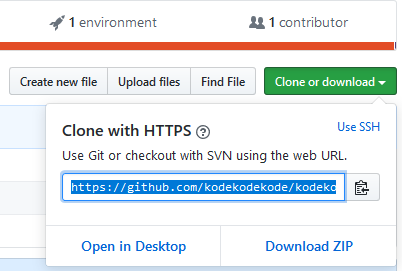 1 environment
1 contributor
Create new file
Upload files
Find File
Clone or download
Clone with HTTPS
Use SSH
Use Git or checkout with SVN using the web URL.
https://github.com/kodekodekode/kodeko
Open in Desktop
Download ZIP